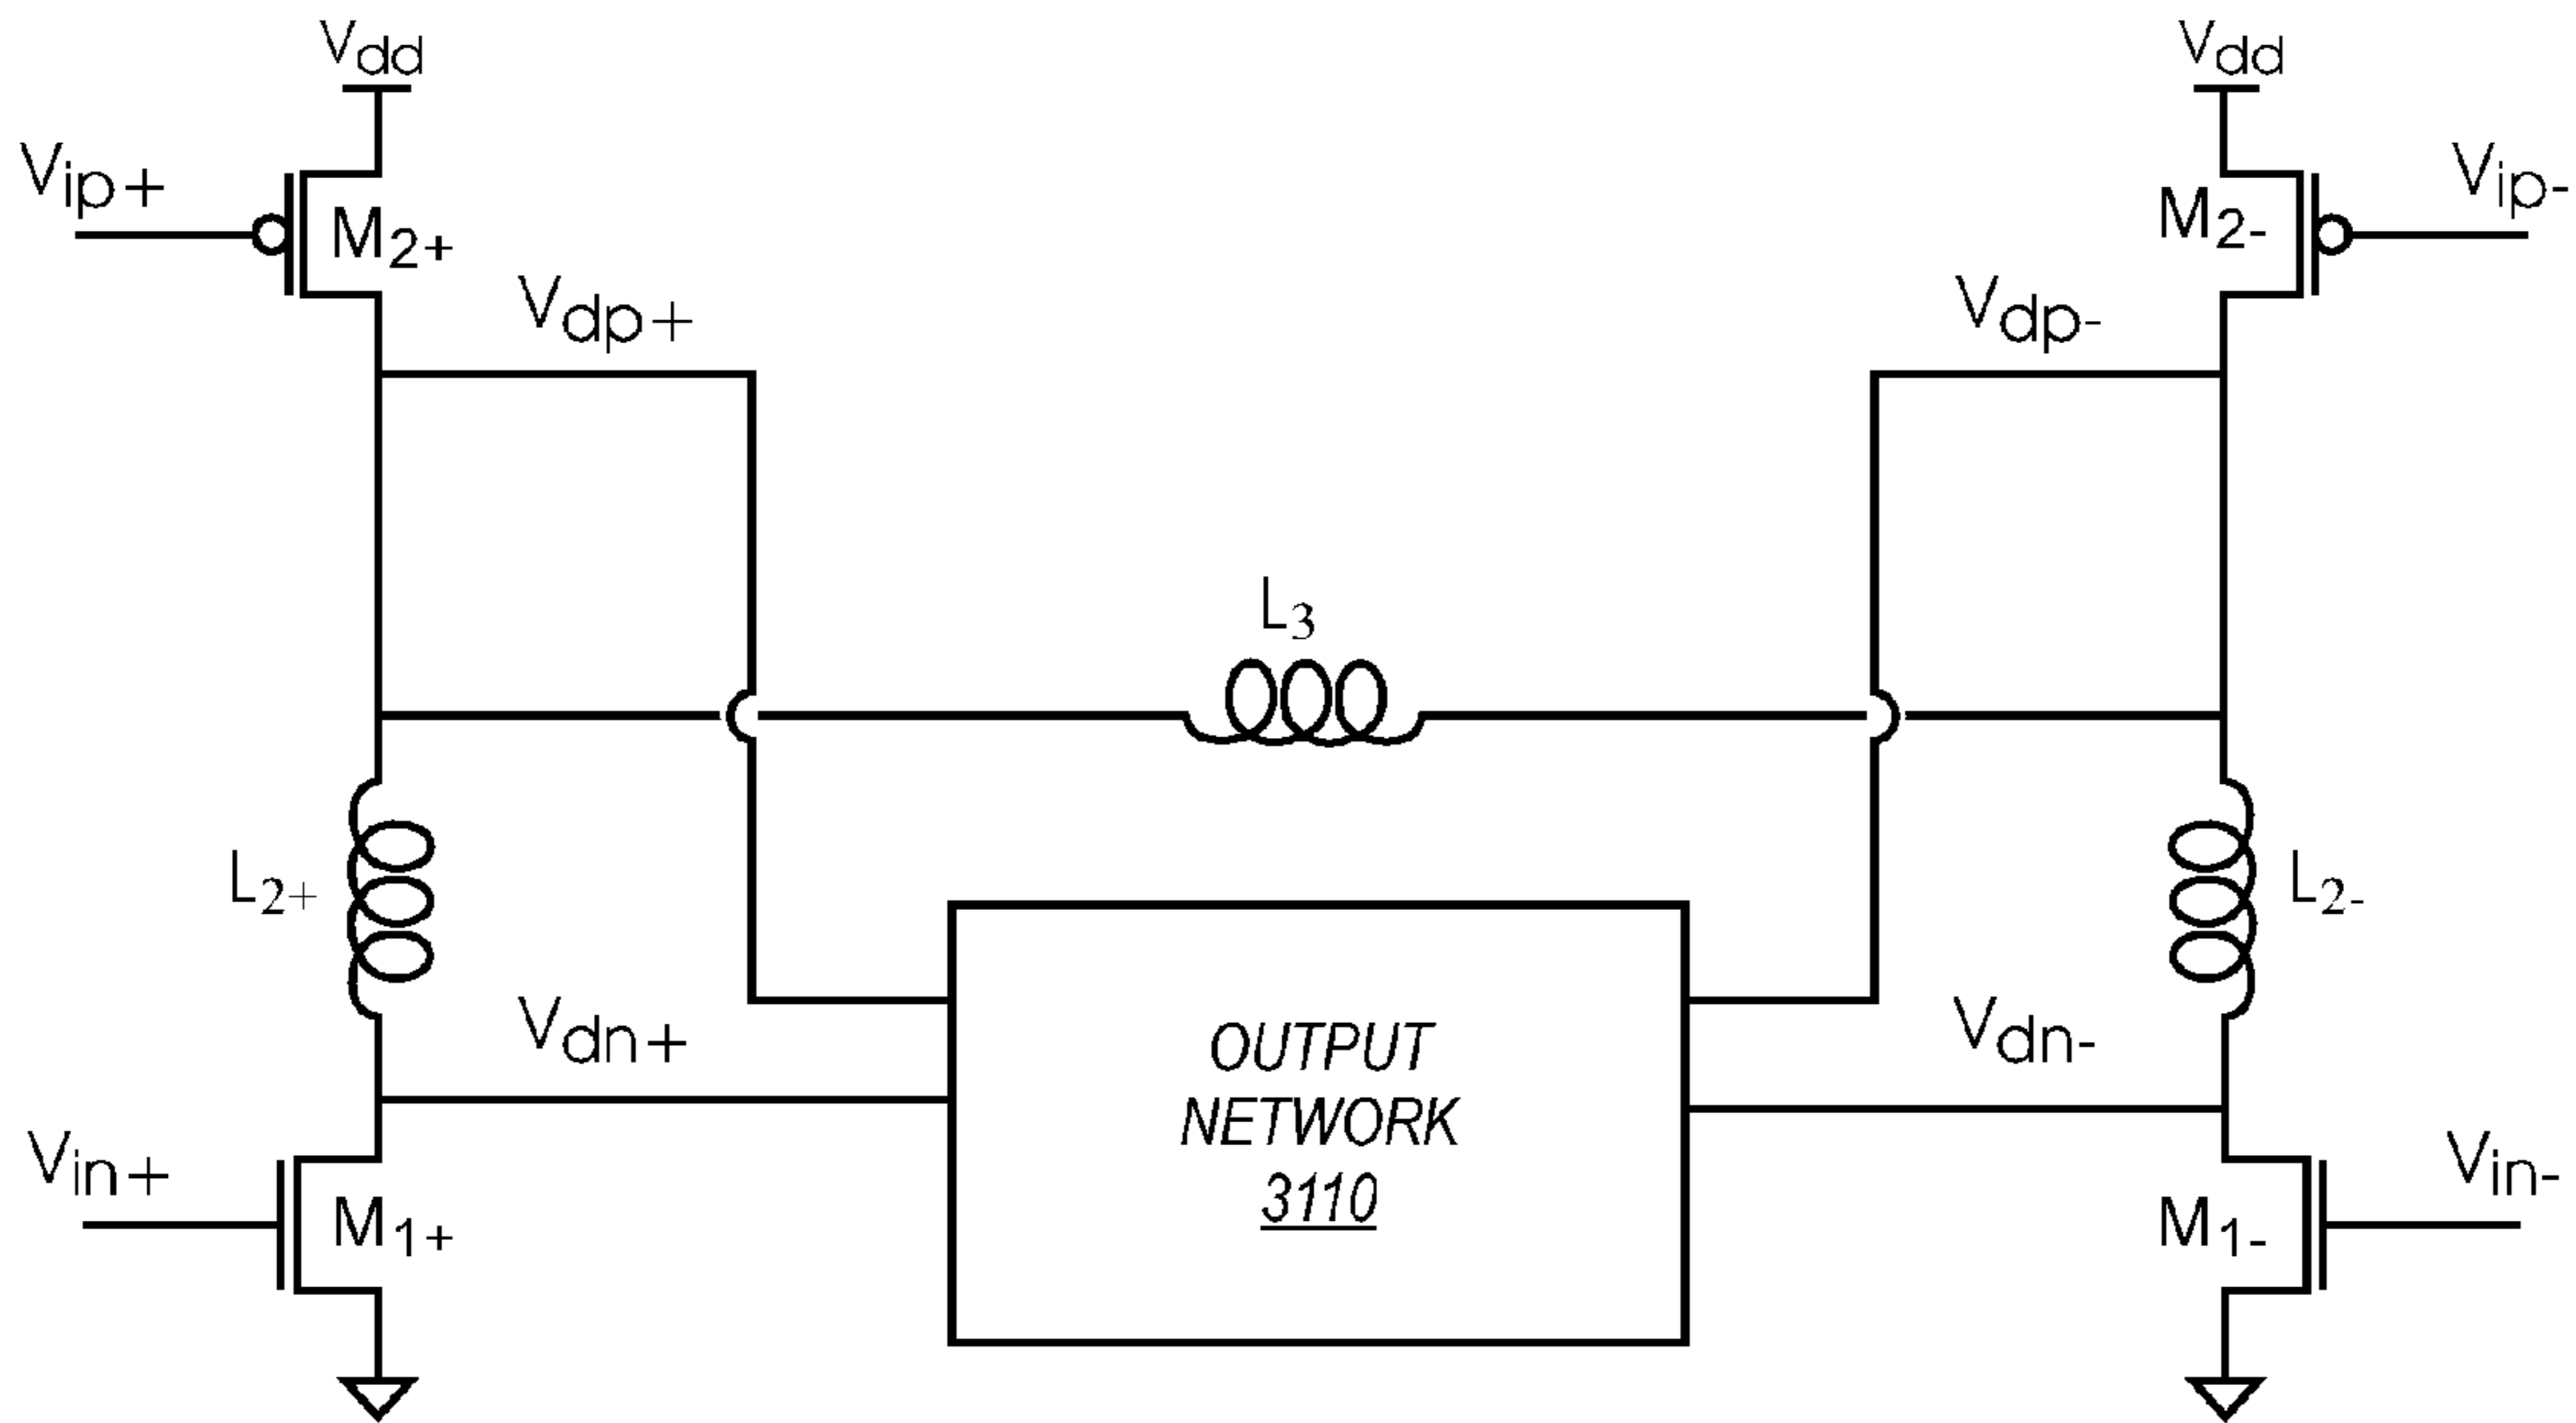 Vdd
Vdd
Vip+
Vip-
M2+
M2-
Vdp+
Vdp-
L3
L2+
L2-
Vdn+
Vdn-
OUTPUT
NETWORK
3110
Vin+
Vin-
M1+
M1-